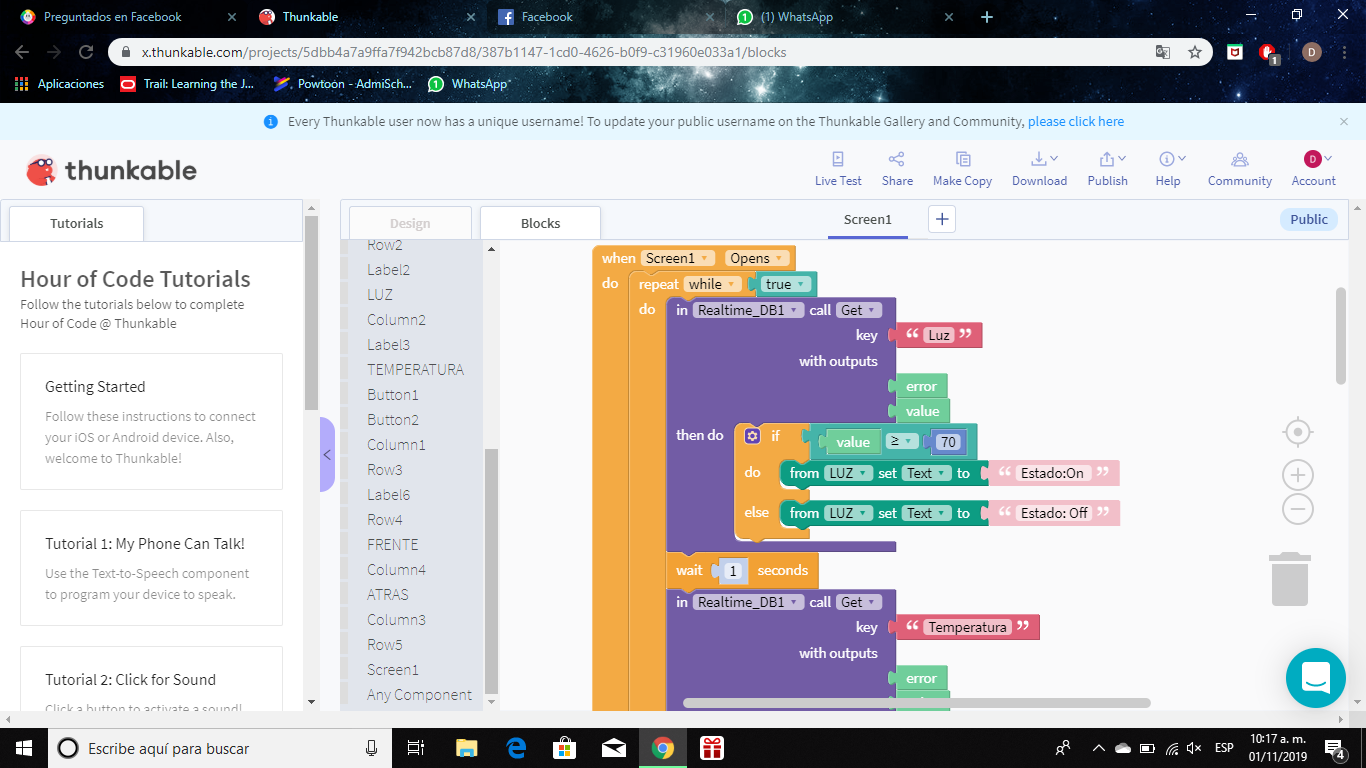 Preguntados en Facebook
Thunkable
Facebook
(1) WhatsApp
x.thunkable.com/projects/5dbb4a7a9ffa7f942bcb87d8/387b1147-1cd0-4626-b0f9-c31960e033a1/blocks
1
D
Aplicaciones
Trail: Learning the J...
Powtoon - AdmiSch...
WhatsApp
Every Thunkable user now has a unique username! To update your public username on the Thunkable Gallery and Community, please click here
thunkable
Live Test
Share
Make Copy
Download
Publish
Help
Community
D
Account
Tutorials
Design
Blocks
Screen1
Public
Hour of Code Tutorials
Follow the tutorials below to complete
Hour of Code @ Thunkable
Getting Started
Follow these instructions to connect
your iOS or Android device. Also,
welcome to Thunkable!
Tutorial 1: My Phone Can Talk!
Use the Text-to-Speech component
to program your device to speak.
Tutorial 2: Click for Sound
Click a button to activate a sound!
Row2
Label2
LUZ
Column2
Label3
TEMPERATURA
Button1
Button2
Column1
Row3
Label6
Row4
FRENTE
Column4
ATRAS
Column3
Row5
Screen1
Any Component
when Screen1 Opens
do repeat while true
do in Realtime_DB1 call Get
key “ Luz ”
with outputs
error
value
then do if value ≥ 70
do from LUZ set Text to “ Estado:On ”
else from LUZ set Text to “ Estado: Off ”
wait 1 seconds
in Realtime_DB1 call Get
key “ Temperatura ”
with outputs
error
Escribe aquí para buscar
ESP
10:17 a. m.
01/11/2019
4